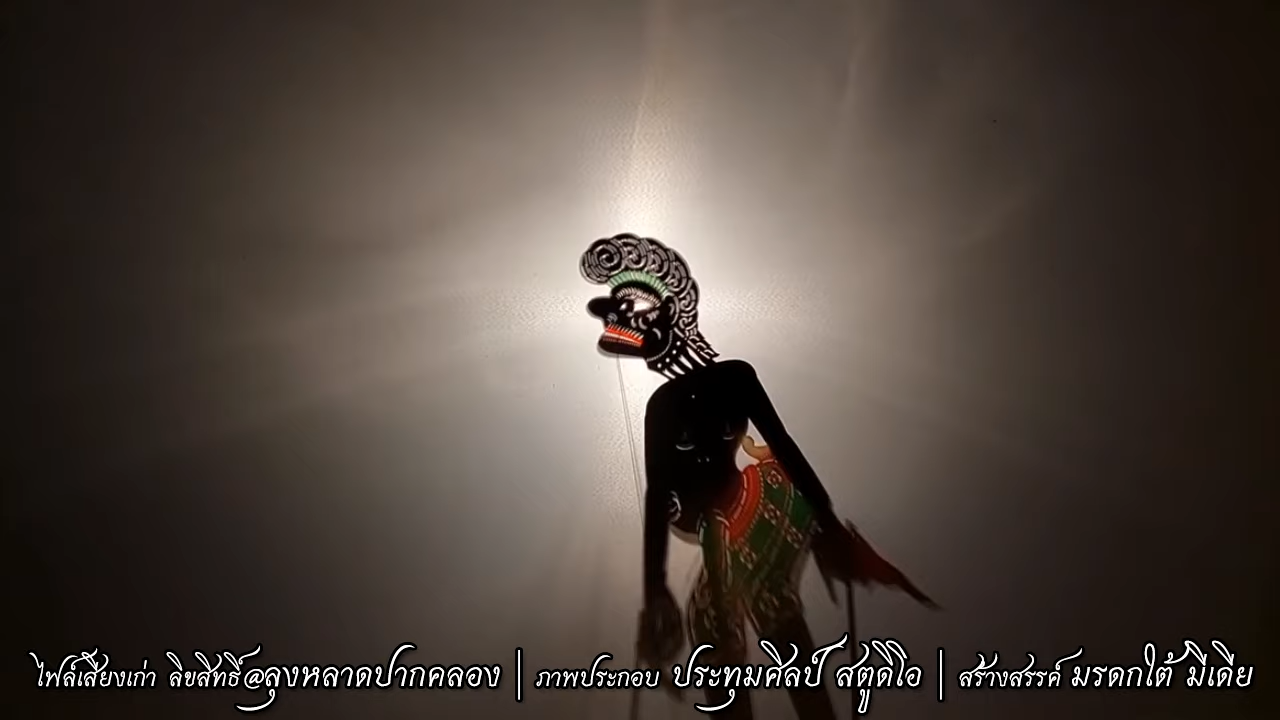 ไฟล์เสียงเก่า ลิขสิทธิ์@ลุงหลาดปากคลอง | ภาพประกอบ ประทุมศิลป์ สตูดิโอ | สร้างสรรค์ มรดกใต้ มีเดีย